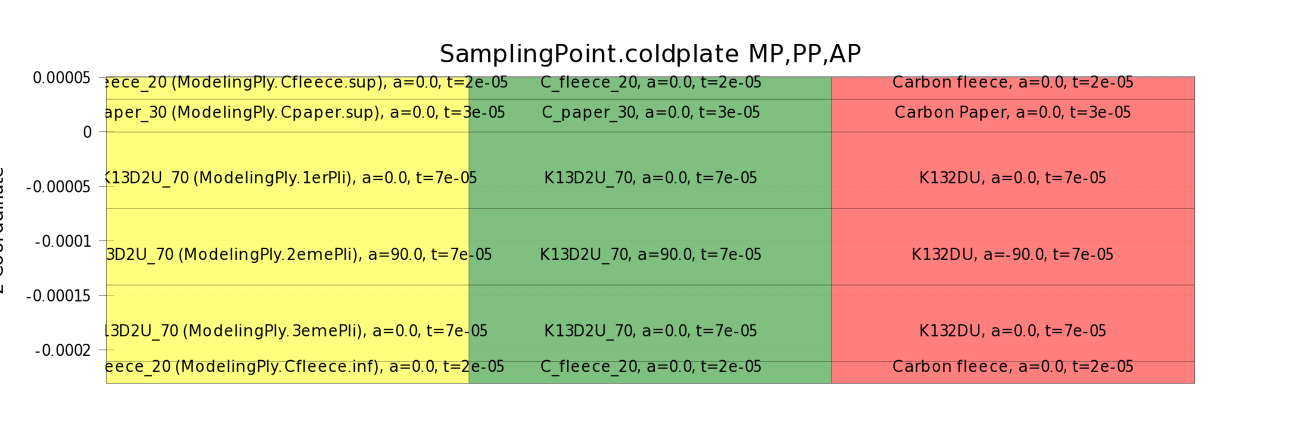 SamplingPoint.coldplate MP,PP,AP
0.00005
(ModelingPly.Cfleece.sup), a=0.0, t=2e-05 C_fleece_20, a=0.0, t=2e-05 Carbon fleece, a=0.0, t=2e-05
(ModelingPly.Cpaper.sup), a=0.0, t=3e-05 C_paper_30, a=0.0, t=3e-05 Carbon Paper, a=0.0, t=3e-05
0
K13D2U_70 (ModelingPly.1erPli), a=0.0, t=7e-05 K13D2U_70, a=0.0, t=7e-05 K132DU, a=0.0, t=7e-05
-0.00005
-0.0001
3D2U_70 (ModelingPly.2emePli), a=90.0, t=7e-05 K13D2U_70, a=90.0, t=7e-05 K132DU, a=-90.0, t=7e-05
-0.00015
13D2U_70 (ModelingPly.3emePli), a=0.0, t=7e-05 K13D2U_70, a=0.0, t=7e-05 K132DU, a=0.0, t=7e-05
-0.0002
(ModelingPly.Cfleece.inf), a=0.0, t=2e-05 C_fleece_20, a=0.0, t=2e-05 Carbon fleece, a=0.0, t=2e-05